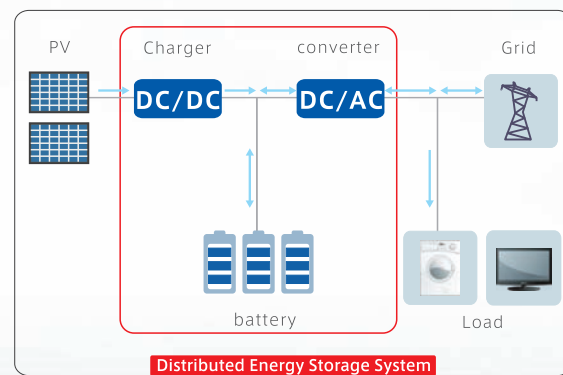 PV
Charger
converter
Grid
DC/DC
DC/AC
battery
Load
Distributed Energy Storage System